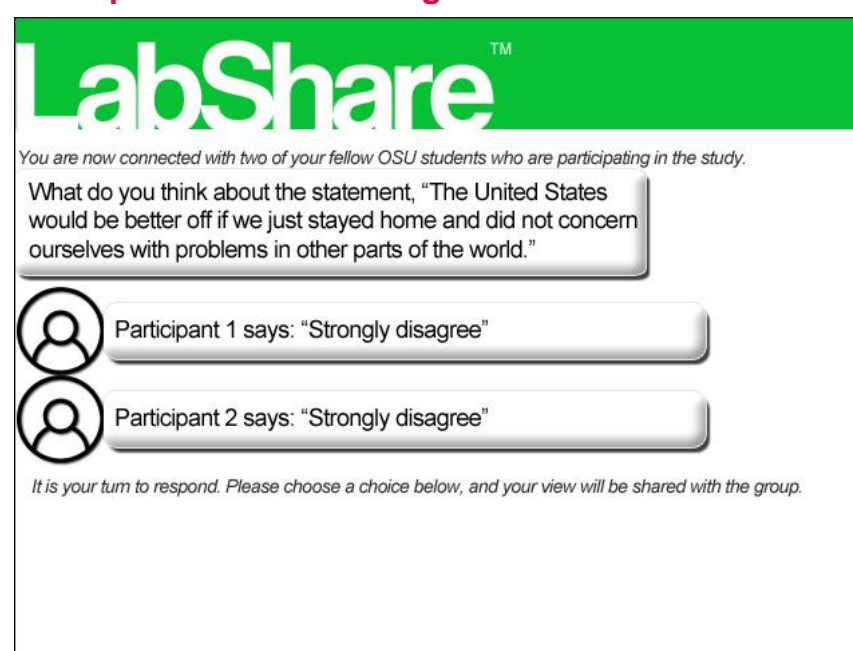 LabShare™
You are now connected with two of your fellow OSU students who are participating in the study.
What do you think about the statement, “The United States
would be better off if we just stayed home and did not concern
ourselves with problems in other parts of the world.”
Participant 1 says: “Strongly disagree”
Participant 2 says: “Strongly disagree”
It is your turn to respond. Please choose a choice below, and your view will be shared with the group.